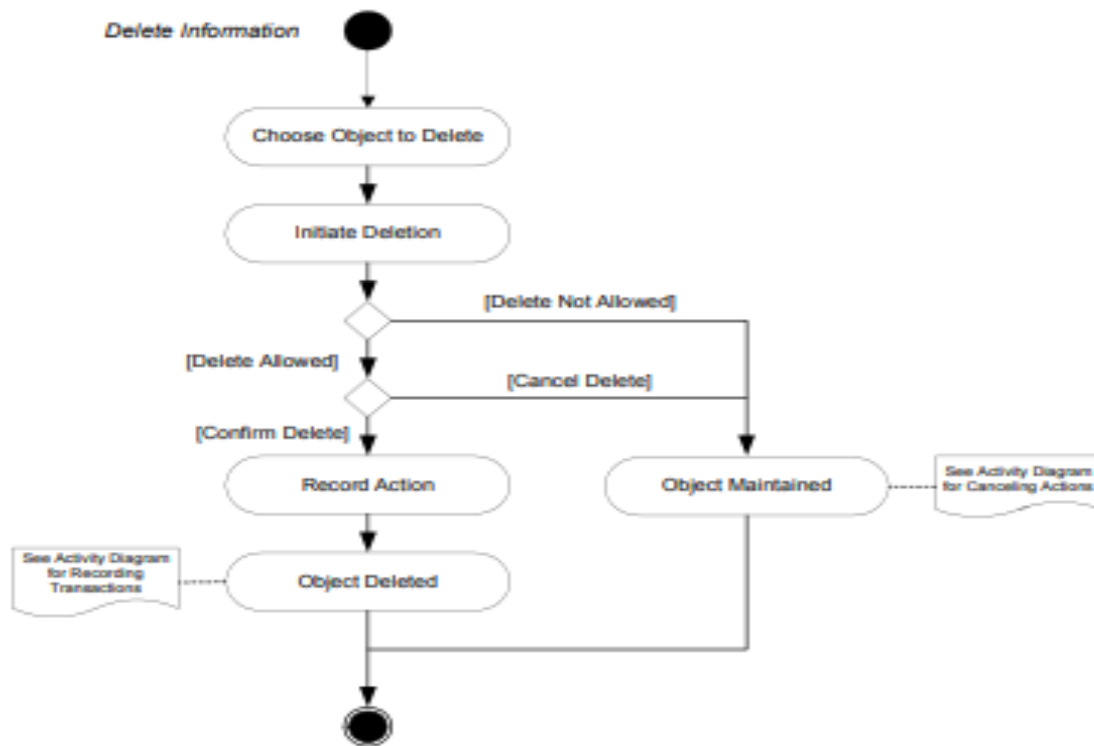 Delete Information
Choose Object to Delete
Initiate Deletion
[Delete Not Allowed]
[Delete Allowed]
[Cancel Delete]
[Confirm Delete]
Record Action
Object Maintained
See Activity Diagram
for Canceling Actions
See Activity Diagram
for Recording
Transactions
Object Deleted